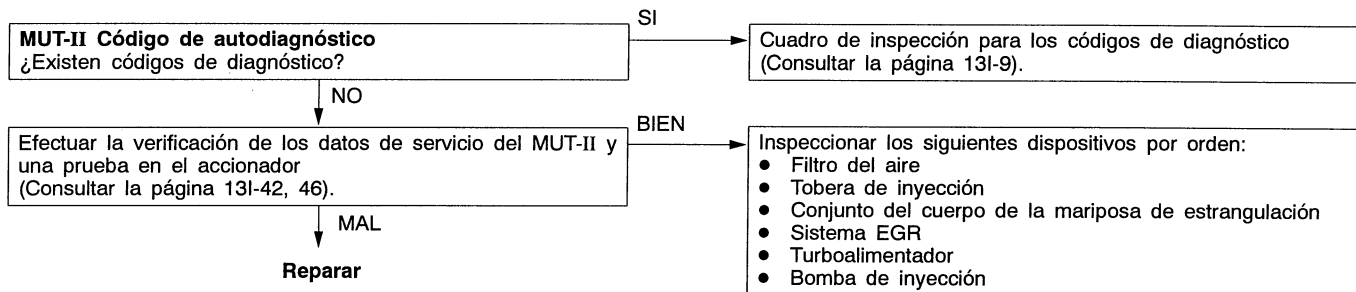 MUT-II Código de autodiagnóstico
¿Existen códigos de diagnóstico?
SI
Cuadro de inspección para los códigos de diagnóstico
(Consultar la página 13I-9).
NO
Efectuar la verificación de los datos de servicio del MUT-II y
una prueba en el accionador
(Consultar la página 13I-42, 46).
BIEN
Inspeccionar los siguientes dispositivos por orden:
● Filtro del aire
● Tobera de inyección
● Conjunto del cuerpo de la mariposa de estrangulación
● Sistema EGR
● Turboalimentador
● Bomba de inyección
MAL
Reparar